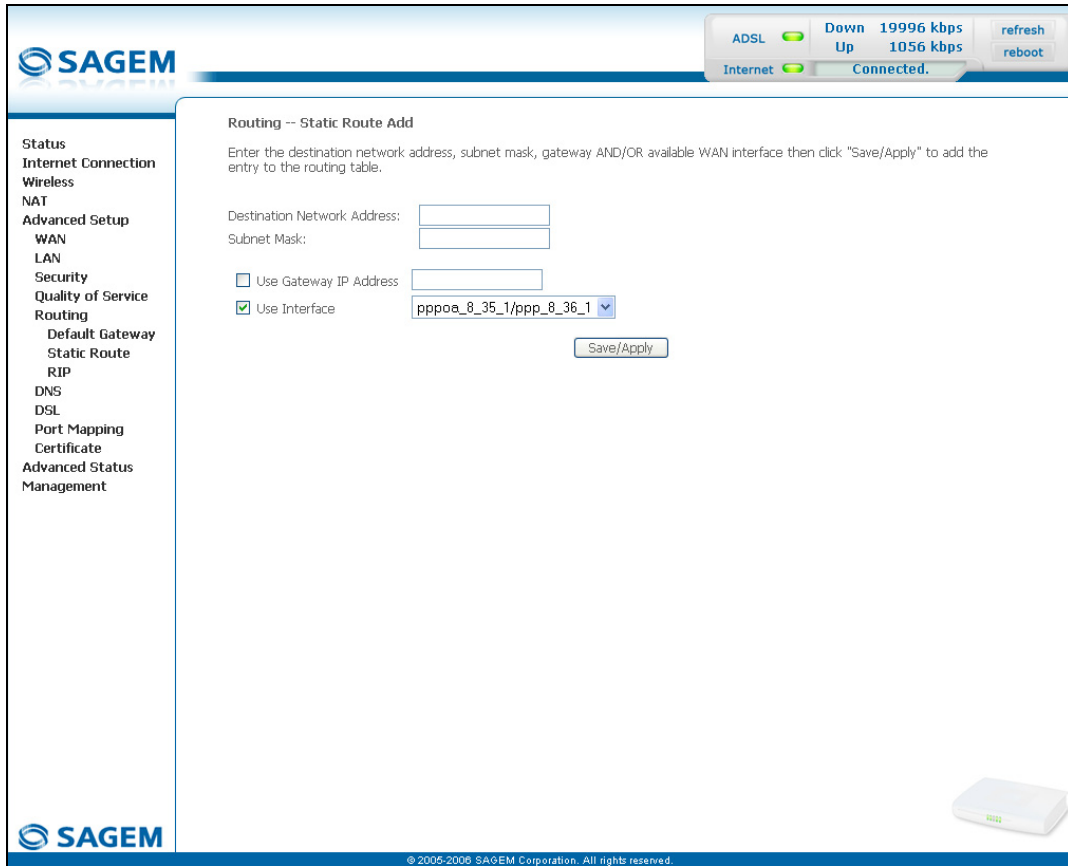 SAGEM
ADSL
Down 19996 kbps
Up 1056 kbps
refresh
reboot
Internet
Connected.
Status
Internet Connection
Wireless
NAT
Advanced Setup
WAN
LAN
Security
Quality of Service
Routing
Default Gateway
Static Route
RIP
DNS
DSL
Port Mapping
Certificate
Advanced Status
Management
Routing -- Static Route Add
Enter the destination network address, subnet mask, gateway AND/OR available WAN interface then click "Save/Apply" to add the
entry to the routing table.
Destination Network Address:
Subnet Mask:
Use Gateway IP Address
Use Interface
pppoa_8_35_1/ppp_8_36_1
Save/Apply
SAGEM
© 2005-2006 SAGEM Corporation. All rights reserved.